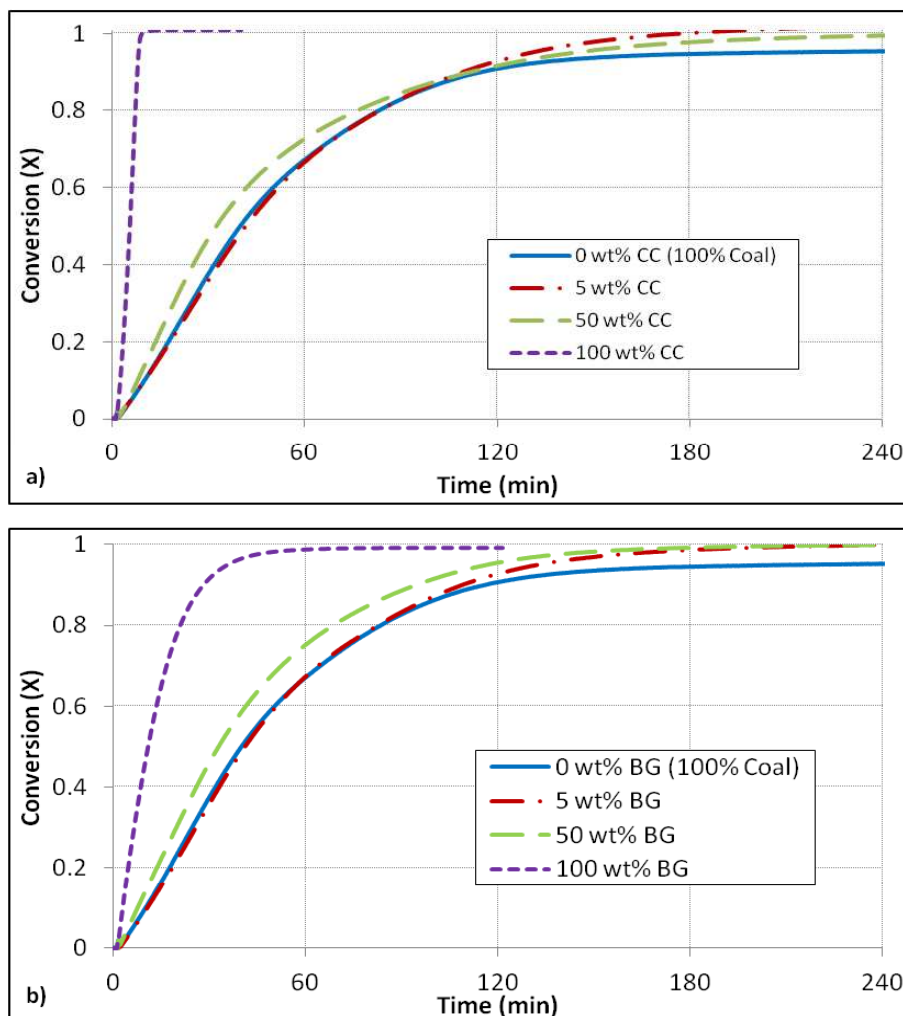 1
0.8
0.6
0.4
0.2
0
Conversion (X)
0 wt% CC (100% Coal)
5 wt% CC
50 wt% CC
100 wt% CC
0 60 120 180 240
Time (min)
a)
1
0.8
0.6
0.4
0.2
0
Conversion (X)
0 wt% BG (100% Coal)
5 wt% BG
50 wt% BG
100 wt% BG
0 60 120 180 240
Time (min)
b)